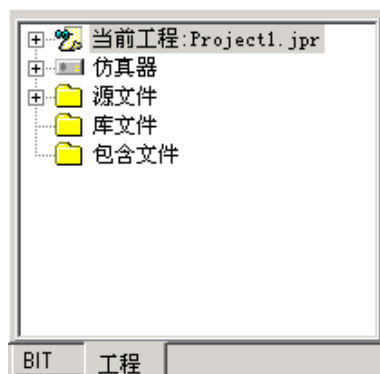 当前工程:Project1.jpr
仿真器
源文件
库文件
包含文件
BIT 工程